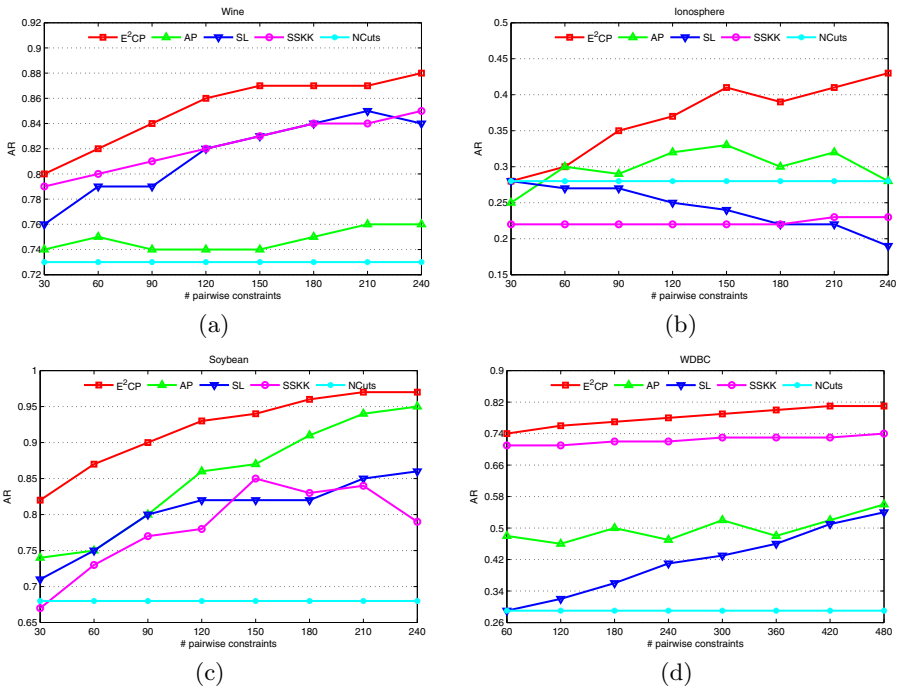 Wine
0.92
0.9
0.88
0.86
0.84
0.82
0.8
0.78
0.76
0.74
0.72
AR
E²CP AP SL SSKK NCuts
30 60 90 120 150 180 210 240
# pairwise constraints
(a)
Ionosphere
0.5
0.45
0.4
0.35
0.3
0.25
0.2
0.15
AR
E²CP AP SL SSKK NCuts
30 60 90 120 150 180 210 240
# pairwise constraints
(b)
Soybean
1
0.95
0.9
0.85
0.8
0.75
0.7
0.65
AR
E²CP AP SL SSKK NCuts
30 60 90 120 150 180 210 240
# pairwise constraints
(c)
WDBC
0.9
0.82
0.74
0.66
0.58
0.5
0.42
0.34
0.26
AR
E²CP AP SL SSKK NCuts
60 120 180 240 300 360 420 480
# pairwise constraints
(d)